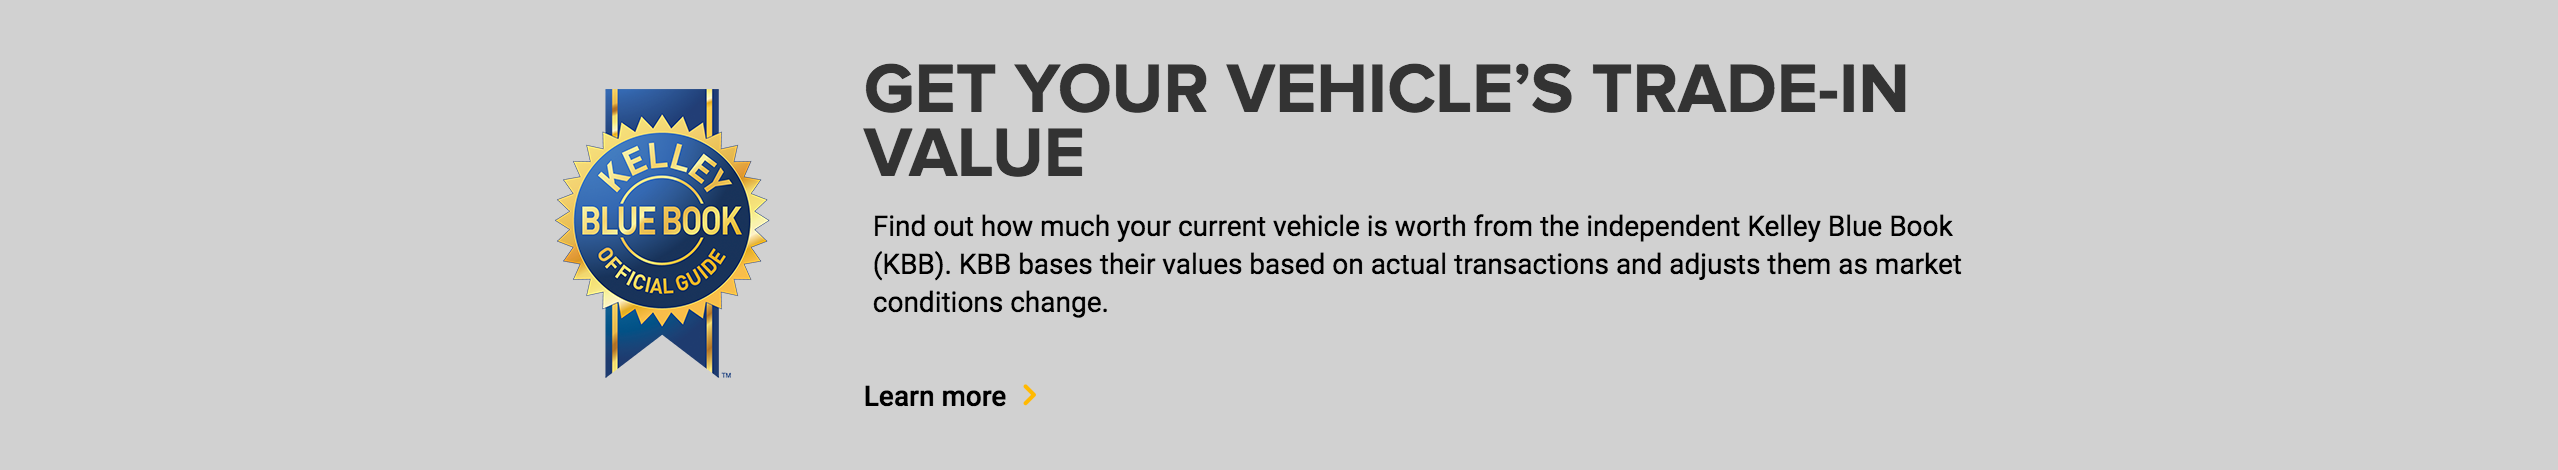 KELLEY
BLUE BOOK
OFFICIAL GUIDE
TM
GET YOUR VEHICLE’S TRADE-IN
VALUE
Find out how much your current vehicle is worth from the independent Kelley Blue Book
(KBB). KBB bases their values based on actual transactions and adjusts them as market
conditions change.
Learn more